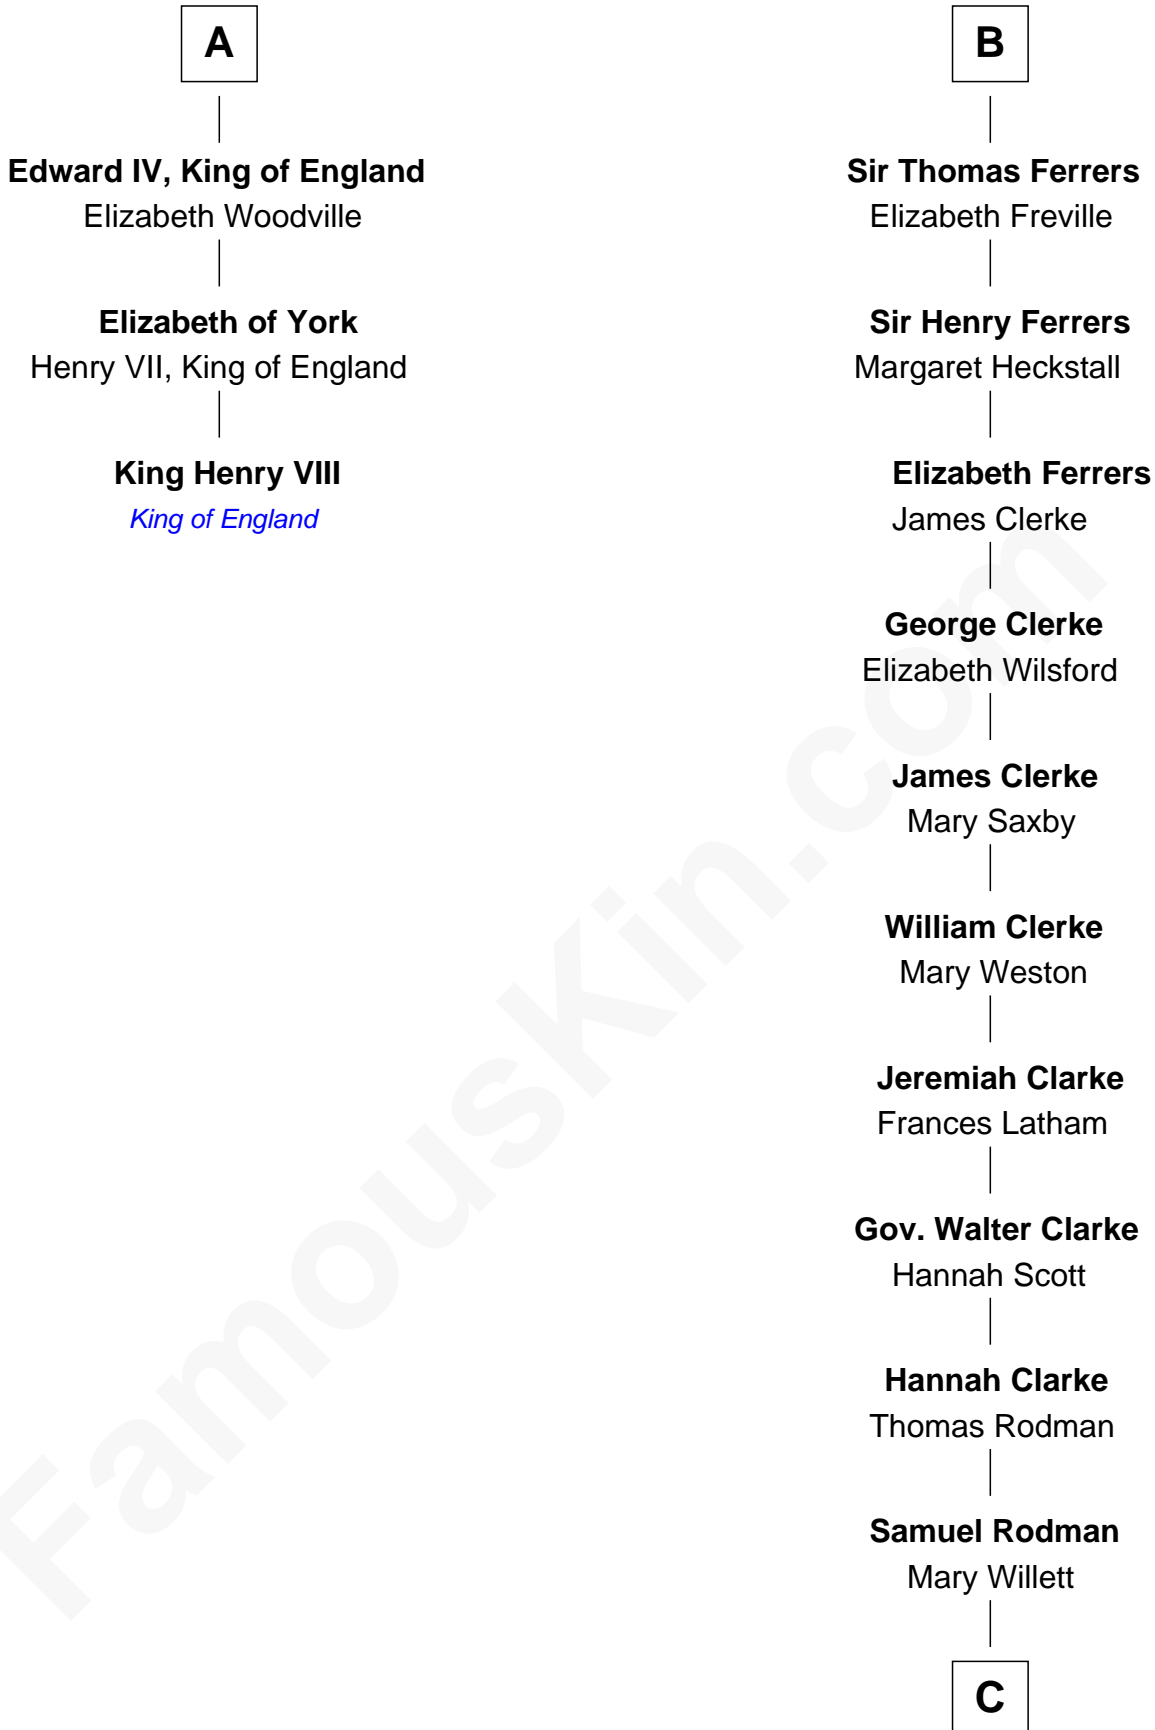 A
Edward IV, King of England
Elizabeth Woodville
Elizabeth of York
Henry VII, King of England
King Henry VIII
King of England
B
Sir Thomas Ferrers
Elizabeth Freville
Sir Henry Ferrers
Margaret Heckstall
Elizabeth Ferrers
James Clerke
George Clerke
Elizabeth Wilsford
James Clerke
Mary Saxby
William Clerke
Mary Weston
Jeremiah Clarke
Frances Latham
Gov. Walter Clarke
Hannah Scott
Hannah Clarke
Thomas Rodman
Samuel Rodman
Mary Willett
C
FamousKin.com